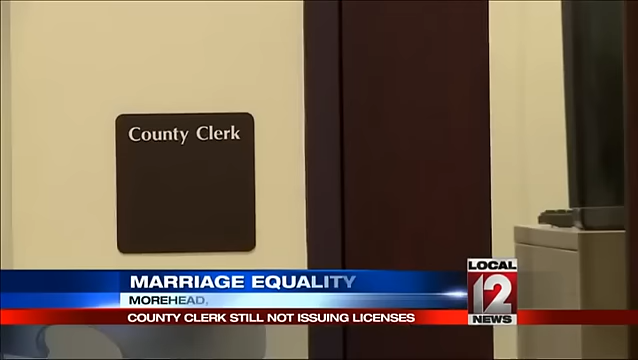 County Clerk
MARRIAGE EQUALITY
MOREHEAD,
COUNTY CLERK STILL NOT ISSUING LICENSES
LOCAL
12
NEWS